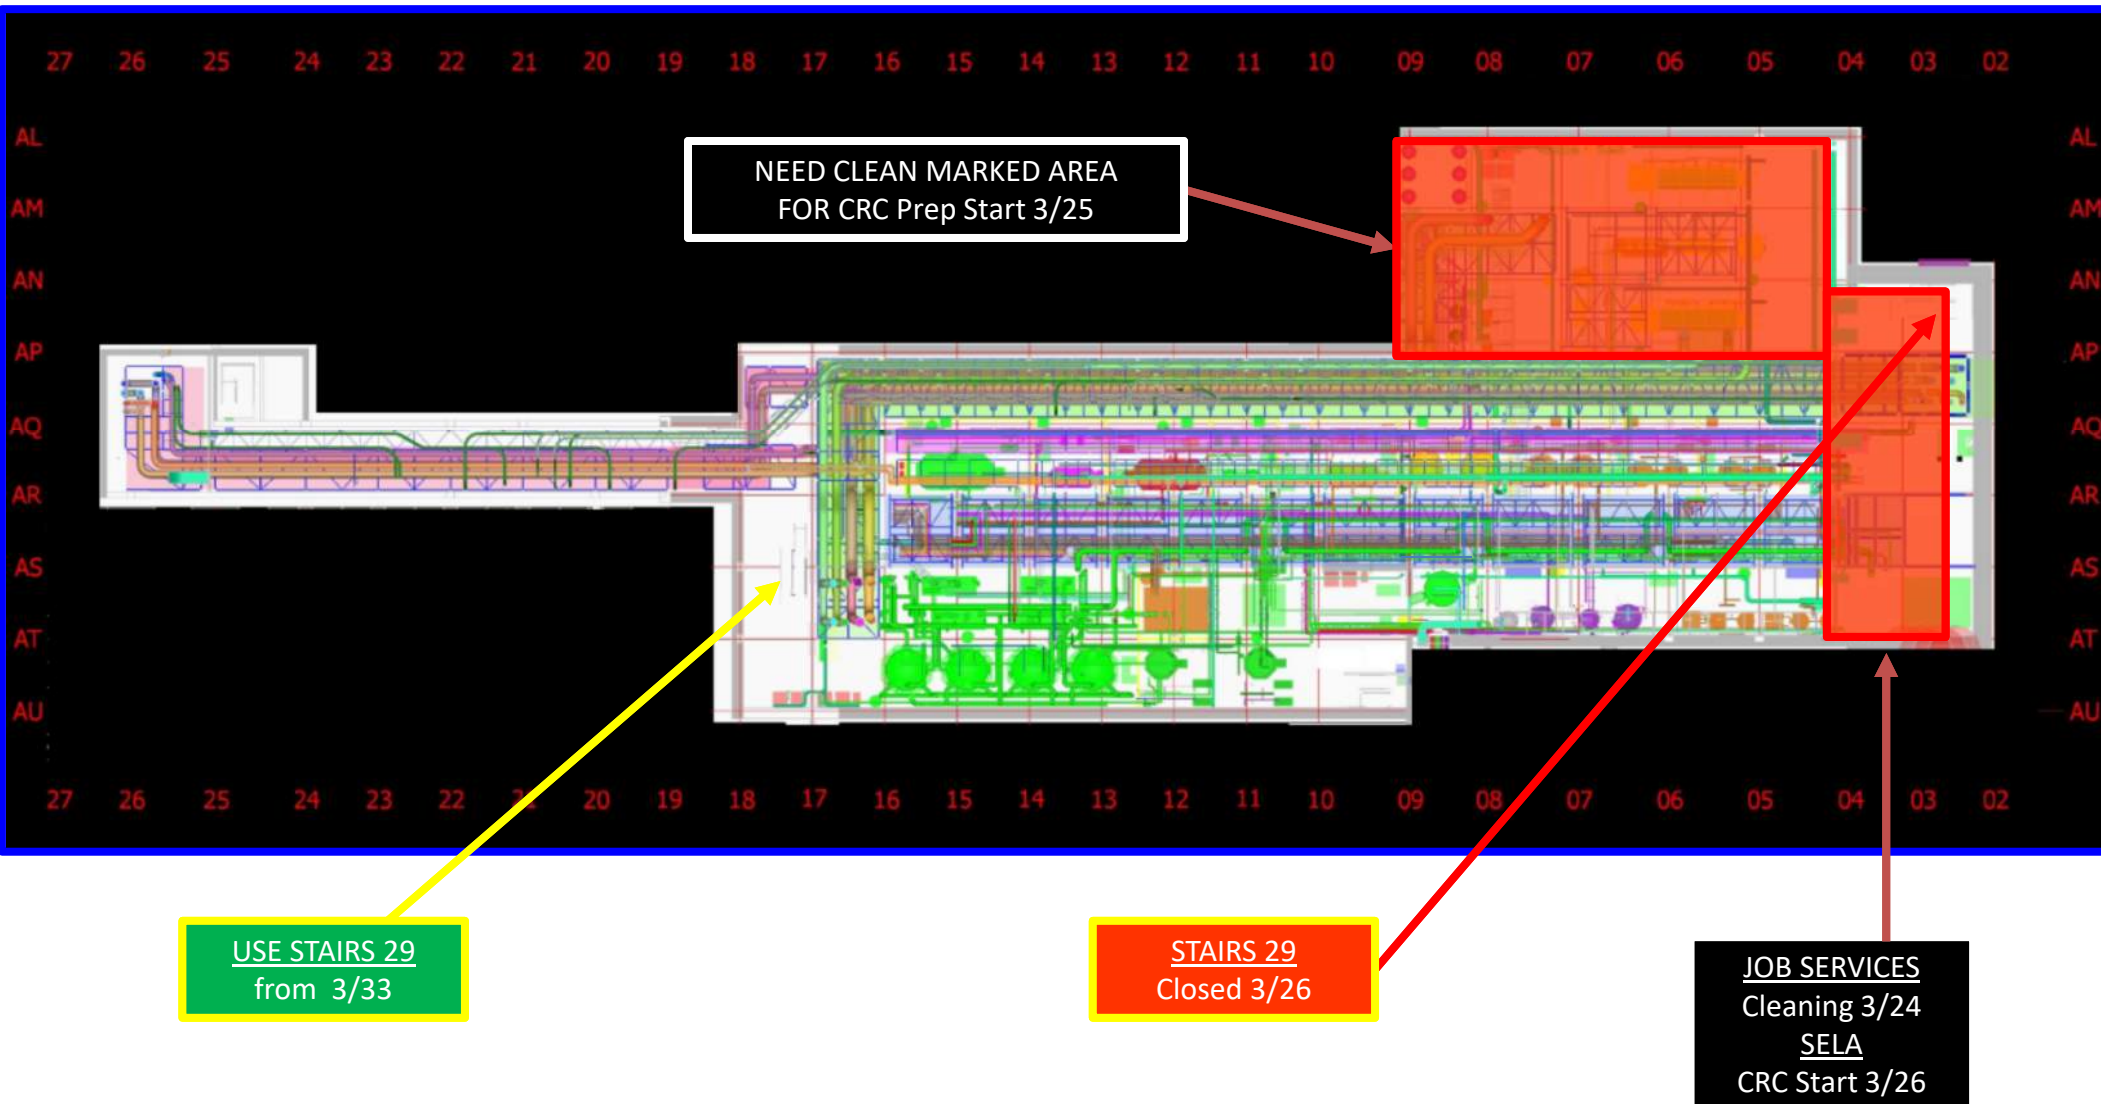 27 26 25 24 23 22 21 20 19 18 17 16 15 14 13 12 11 10 09 08 07 06 05 04 03 02
AL AL
NEED CLEAN MARKED AREA
FOR CRC Prep Start 3/25
AM AM
AN AN
AP AP
AQ AQ
AR AR
AS AS
AT AT
AU AU
27 26 25 24 23 22 21 20 19 18 17 16 15 14 13 12 11 10 09 08 07 06 05 04 03 02
USE STAIRS 29
from 3/33
STAIRS 29
Closed 3/26
JOB SERVICES
Cleaning 3/24
SELA
CRC Start 3/26